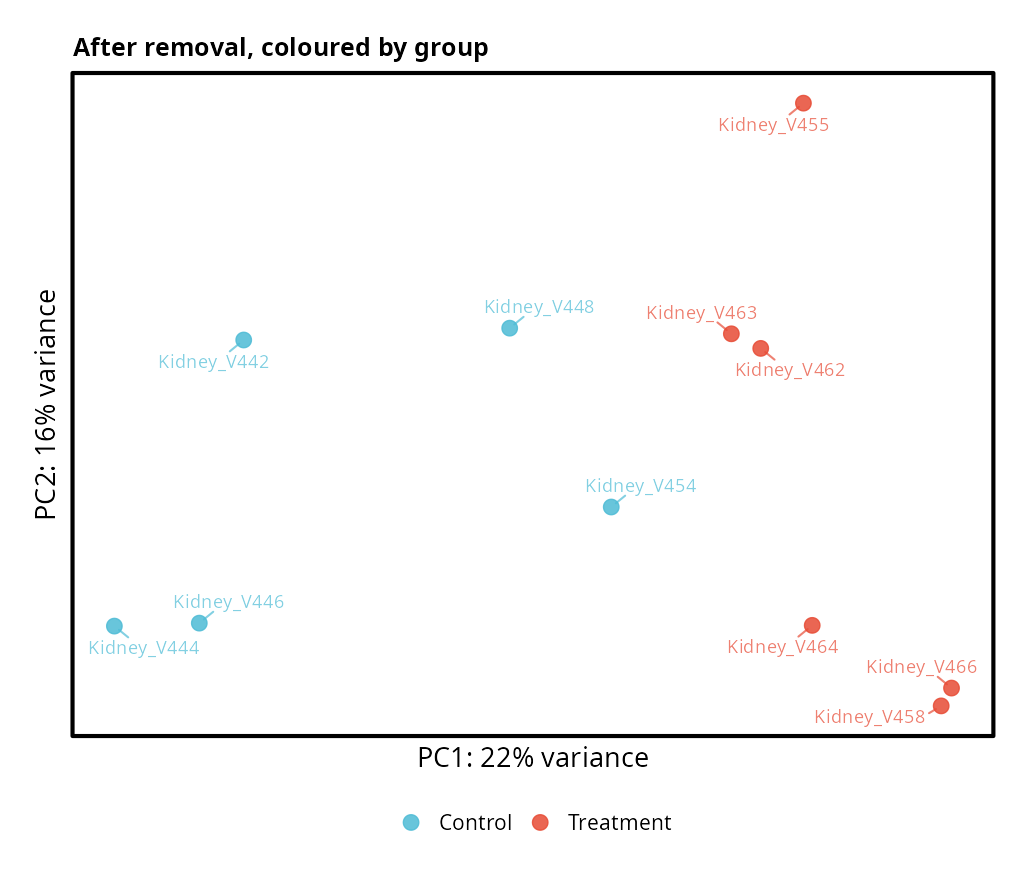 After removal, coloured by group
Kidney_V455
Kidney_V448
Kidney_V463
Kidney_V442
Kidney_V462
Kidney_V454
Kidney_V446
Kidney_V444
Kidney_V464
Kidney_V466
Kidney_V458
PC2: 16% variance
PC1: 22% variance
Control
Treatment